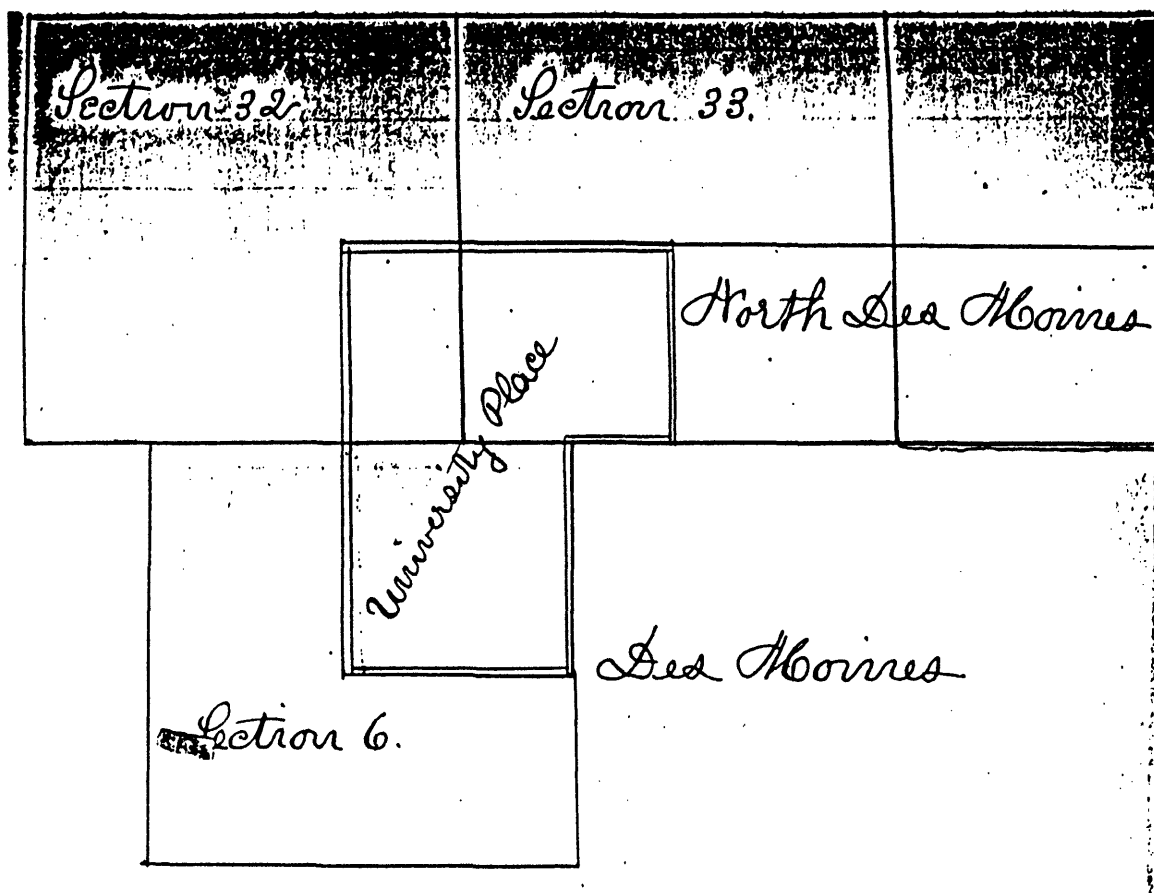 Section 32.
Section 33.
North Des Moines
University Place
Des Moines
Section 6.